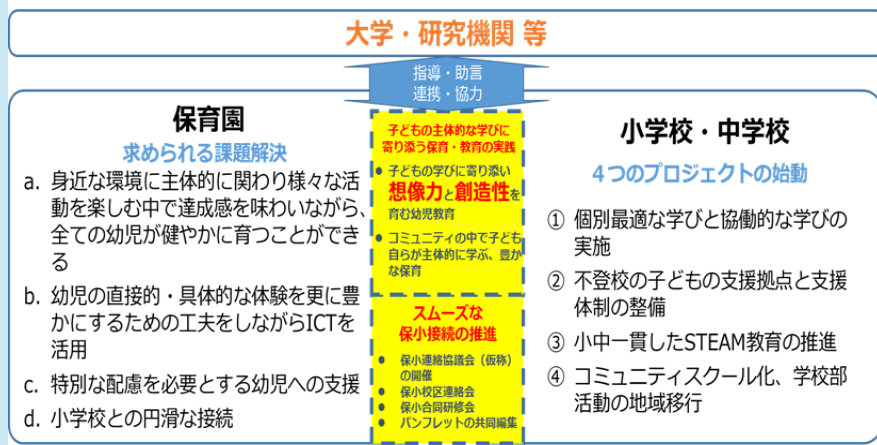 大学・研究機関 等
指導・助言
連携・協力
保育園
求められる課題解決
a. 身近な環境に主体的に関わり様々な活
動を楽しむ中で達成感を味わいながら、
全ての幼児が健やかに育つことができ
る
b. 幼児の直接的・具体的な体験を更に豊
かにするための工夫をしながらICTを
活用
c. 特別な配慮を必要とする幼児への支援
d. 小学校との円滑な接続
子どもの主体的な学びに
寄り添う保育・教育の実践
● 子どもの学びに寄り添い
想像力と創造性を
育む幼児教育
● コミュニティの中で子ども
自らが主体的に学ぶ、豊か
な保育
スムーズな
保小接続の推進
● 保小連絡協議会（仮称）
の開催
● 保小校区連絡会
● 保小合同研修会
● パンフレットの共同編集
小学校・中学校
４つのプロジェクトの始動
① 個別最適な学びと協働的な学びの
実施
② 不登校の子どもの支援拠点と支援
体制の整備
③ 小中一貫したSTEAM教育の推進
④ コミュニティスクール化、学校部
活動の地域移行